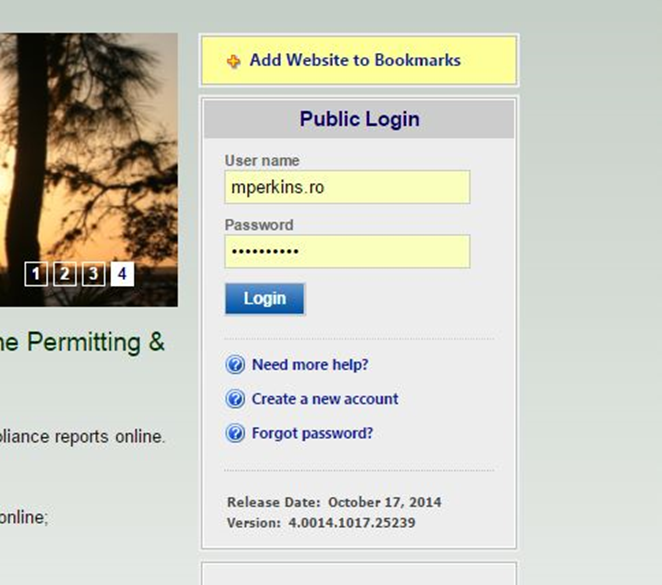 Add Website to Bookmarks
Public Login
User name
mperkins.ro
Password
••••••••••
Login
1 2 3 4
Permitting &
Need more help?
Create a new account
reports online.
Forgot password?
Release Date: October 17, 2014
online;
Version: 4.0014.1017.25239